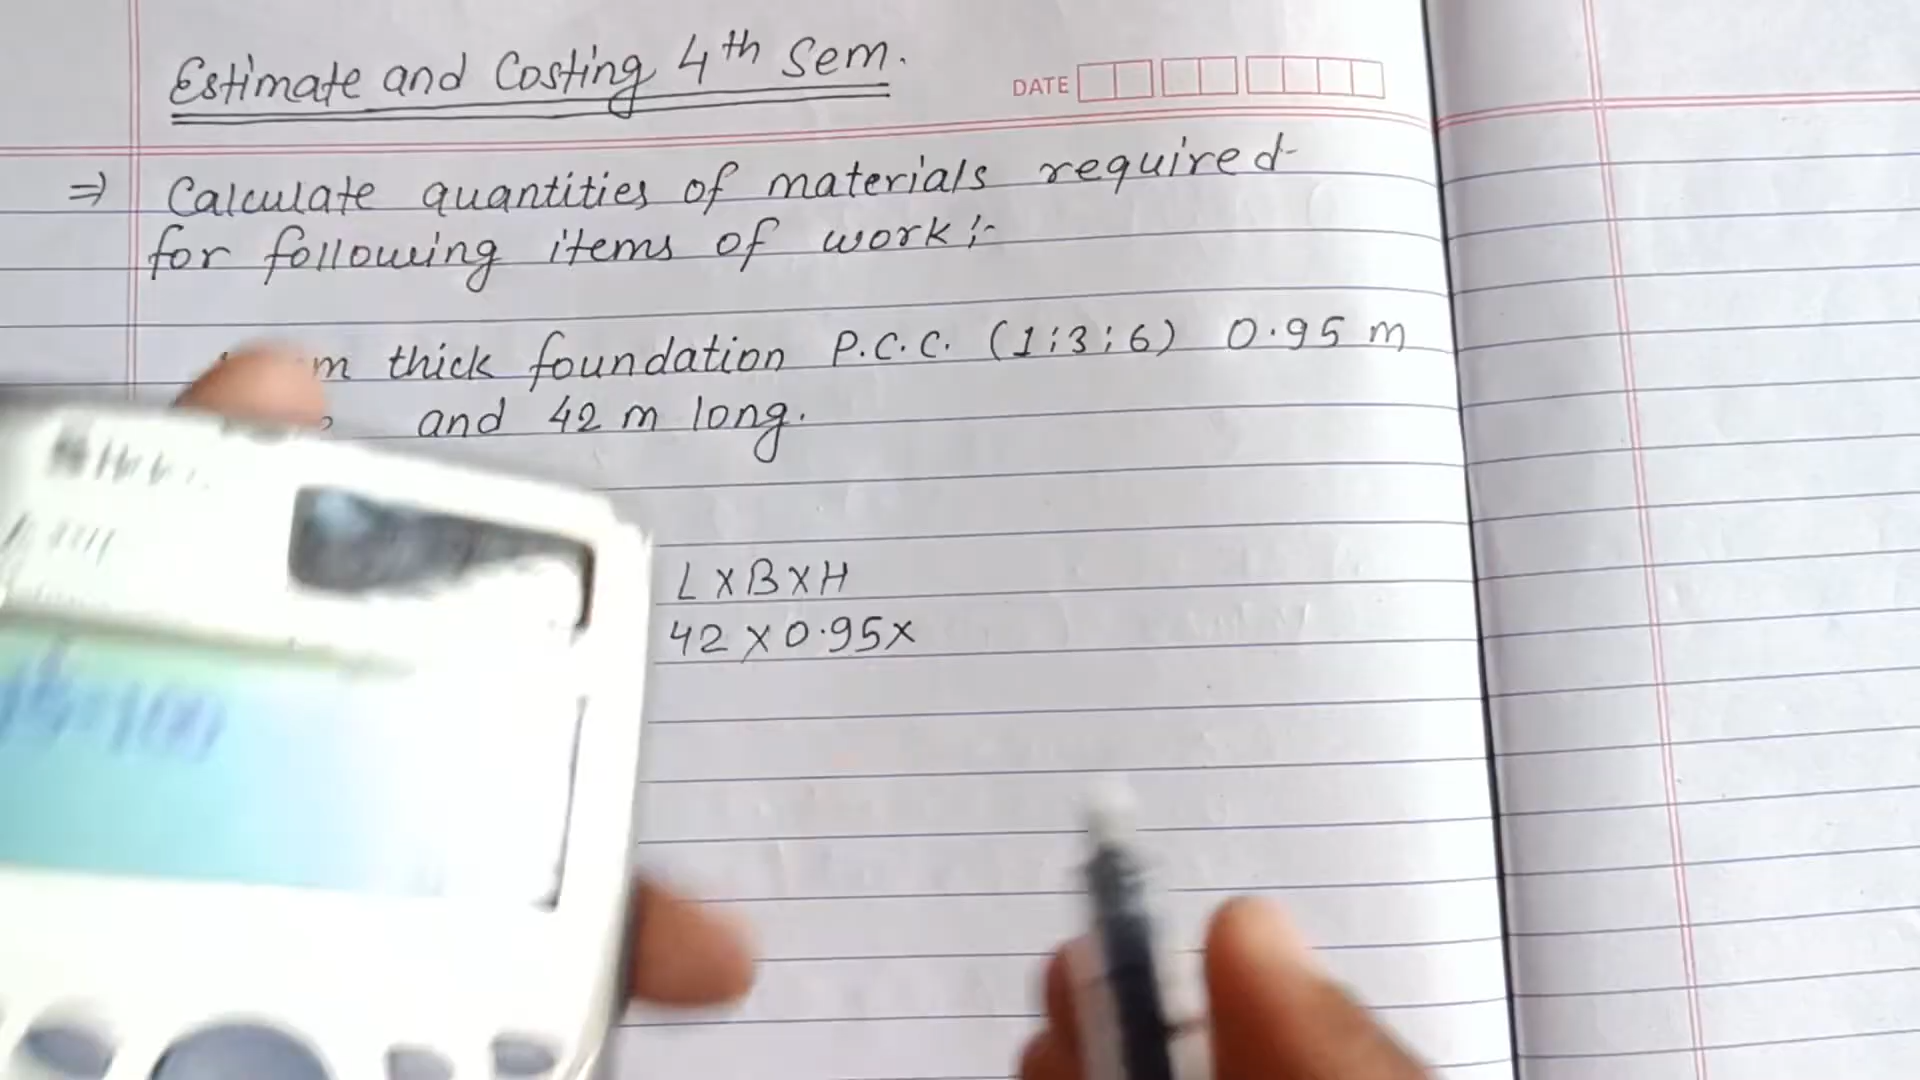 Estimate and Costing 4th Sem.
DATE
⇒ Calculate quantities of materials required
for following items of work :-
m thick foundation P.C.C. (1:3:6) 0.95 m
and 42 m long.
L X B X H
42 X 0.95 X